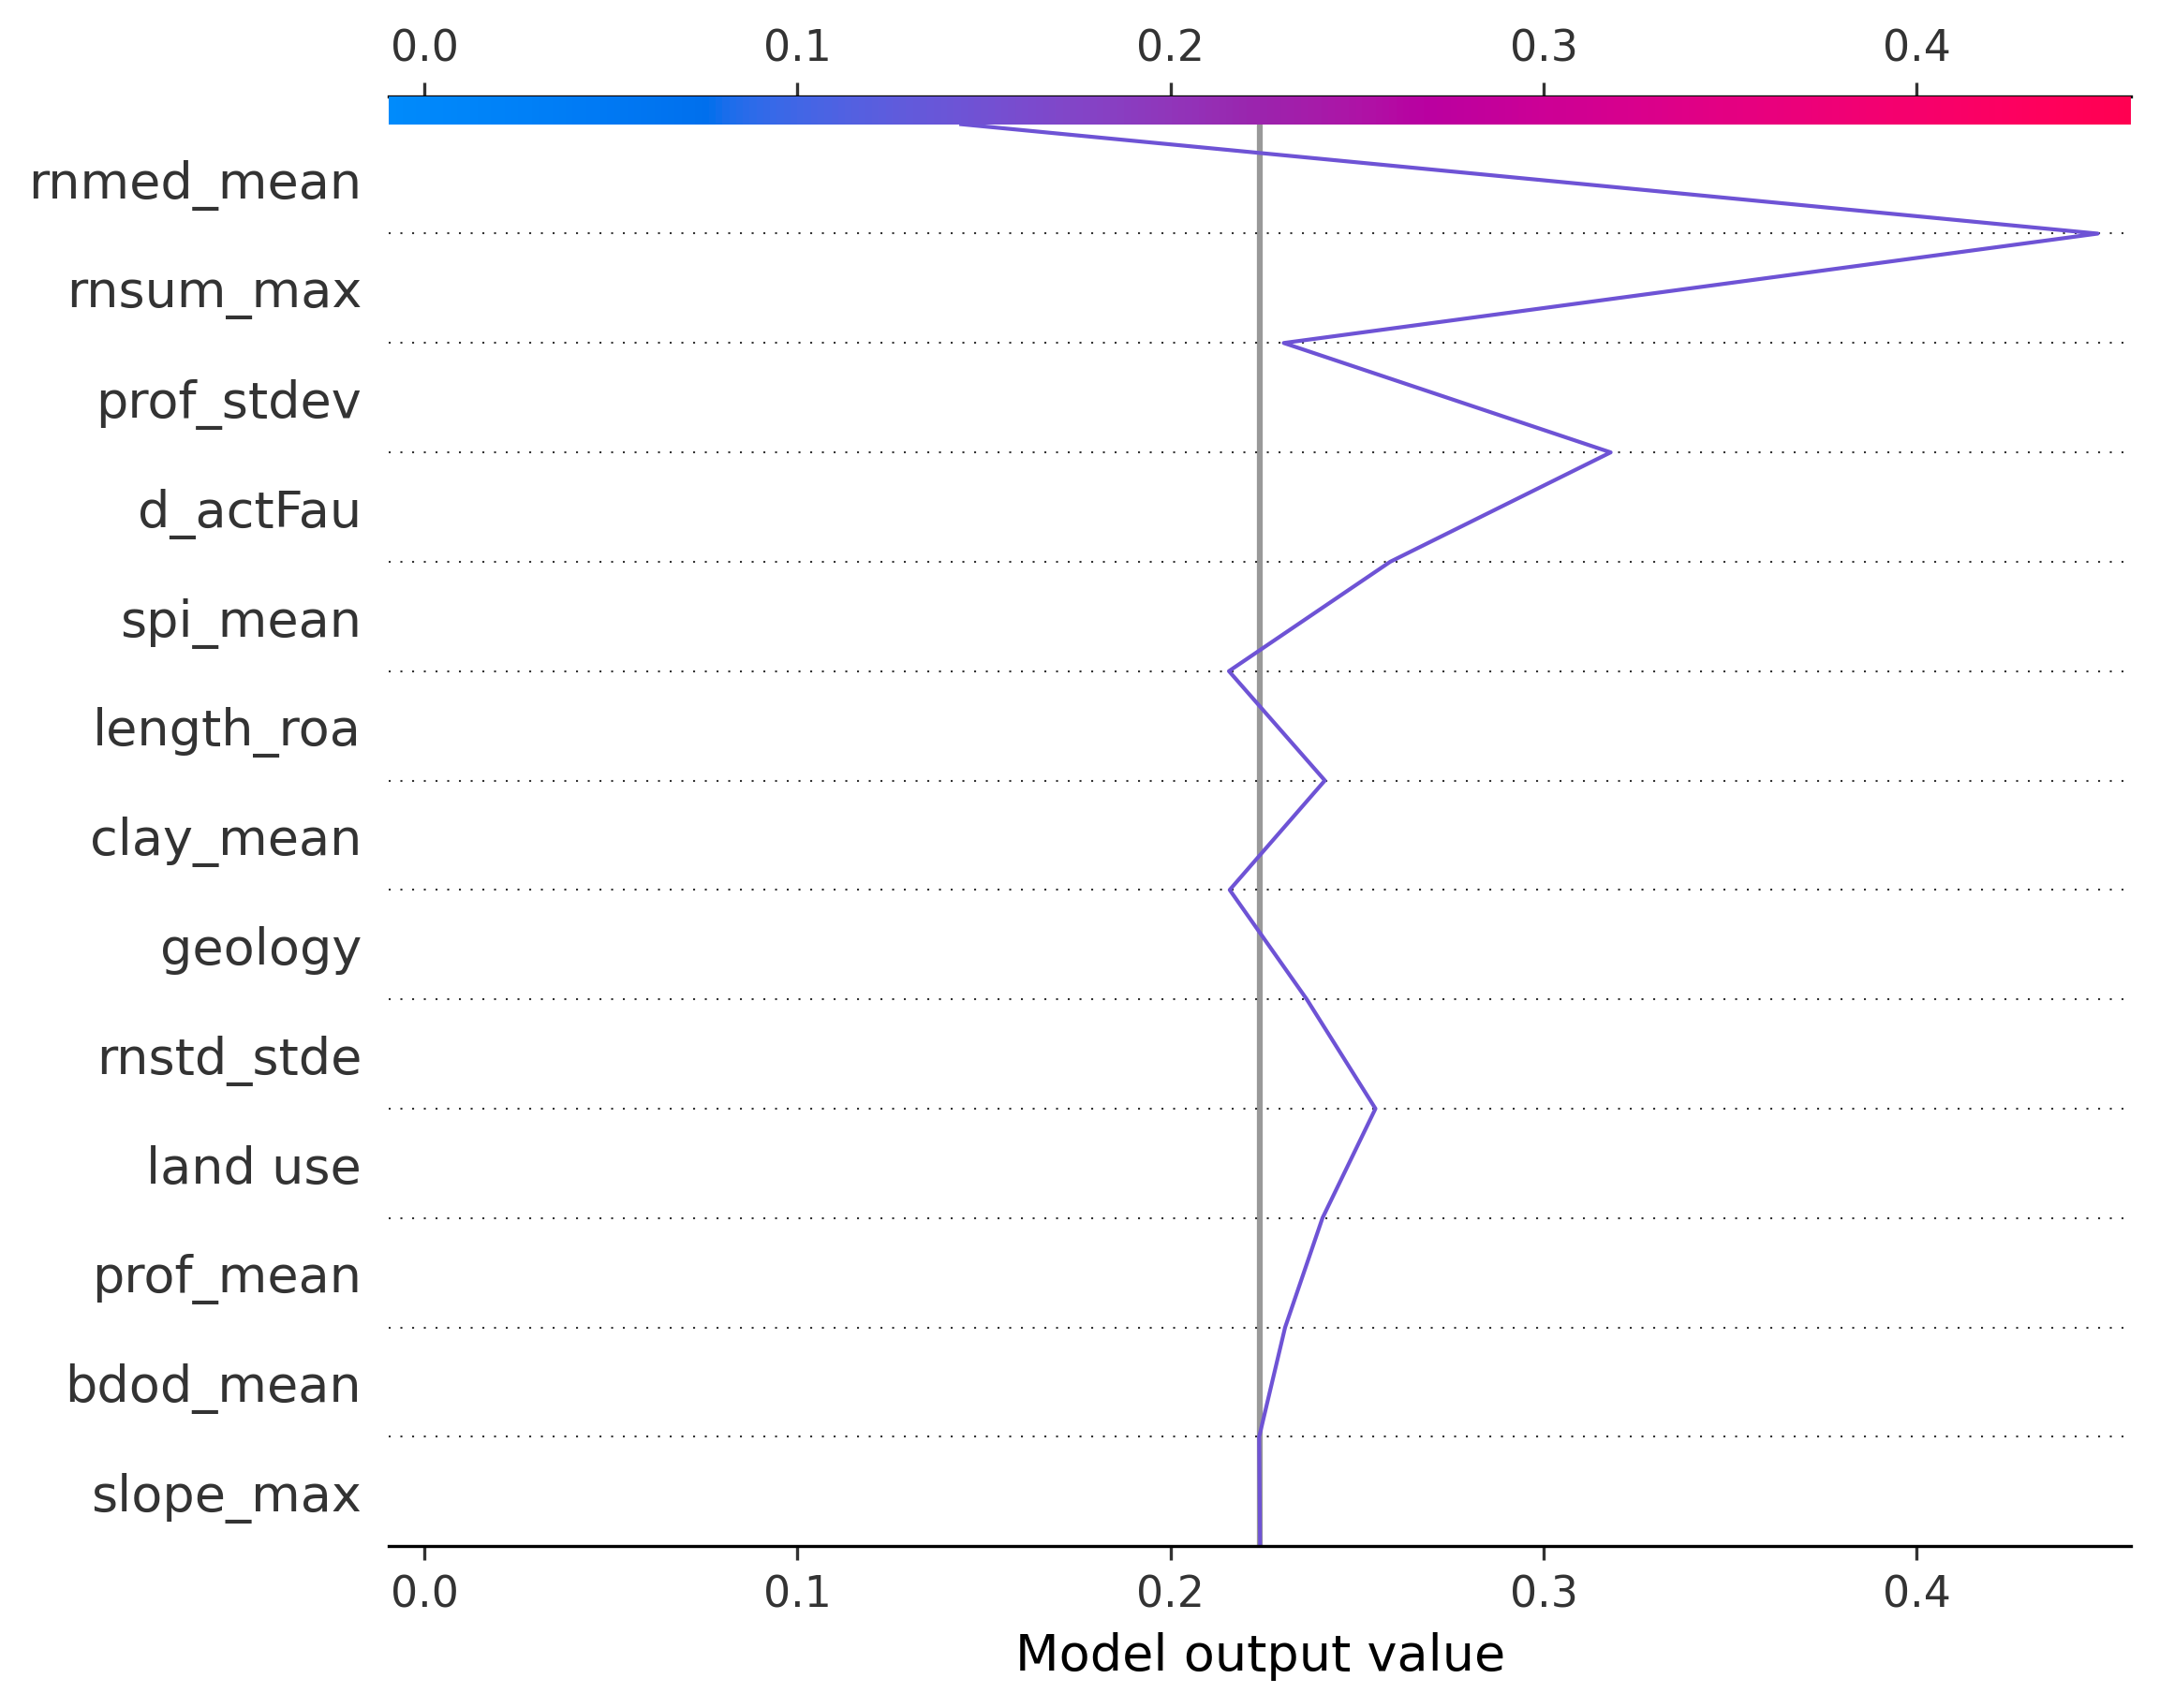 0.0 0.1 0.2 0.3 0.4
rnmed_mean
rnsum_max
prof_stdev
d_actFau
spi_mean
length_roa
clay_mean
geology
rnstd_stde
land use
prof_mean
bdod_mean
slope_max
0.0 0.1 0.2 0.3 0.4
Model output value